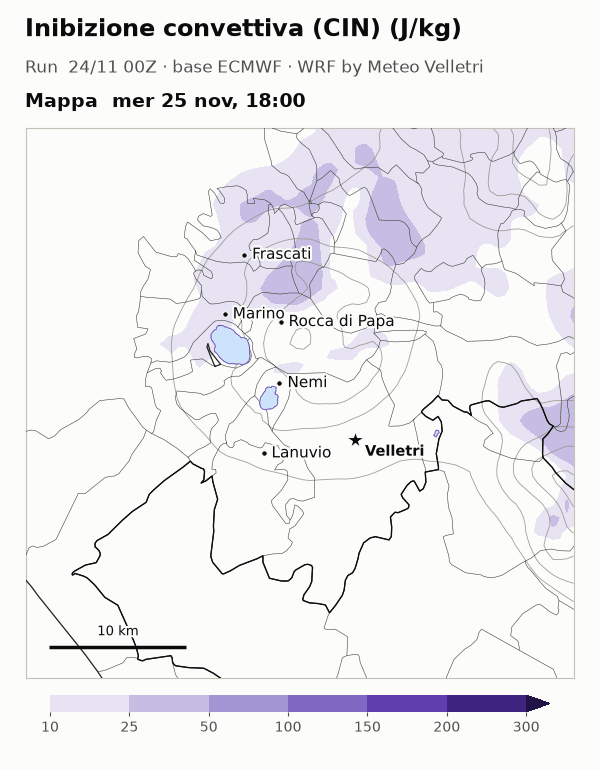 Inibizione convettiva (CIN) (J/kg)
Run  24/11 00Z · base ECMWF · WRF by Meteo Velletri
Mappa  mer 25 nov, 18:00
Frascati
Marino
Rocca di Papa
Nemi
Velletri
Lanuvio
10 km
10 25 50 100 150 200 300